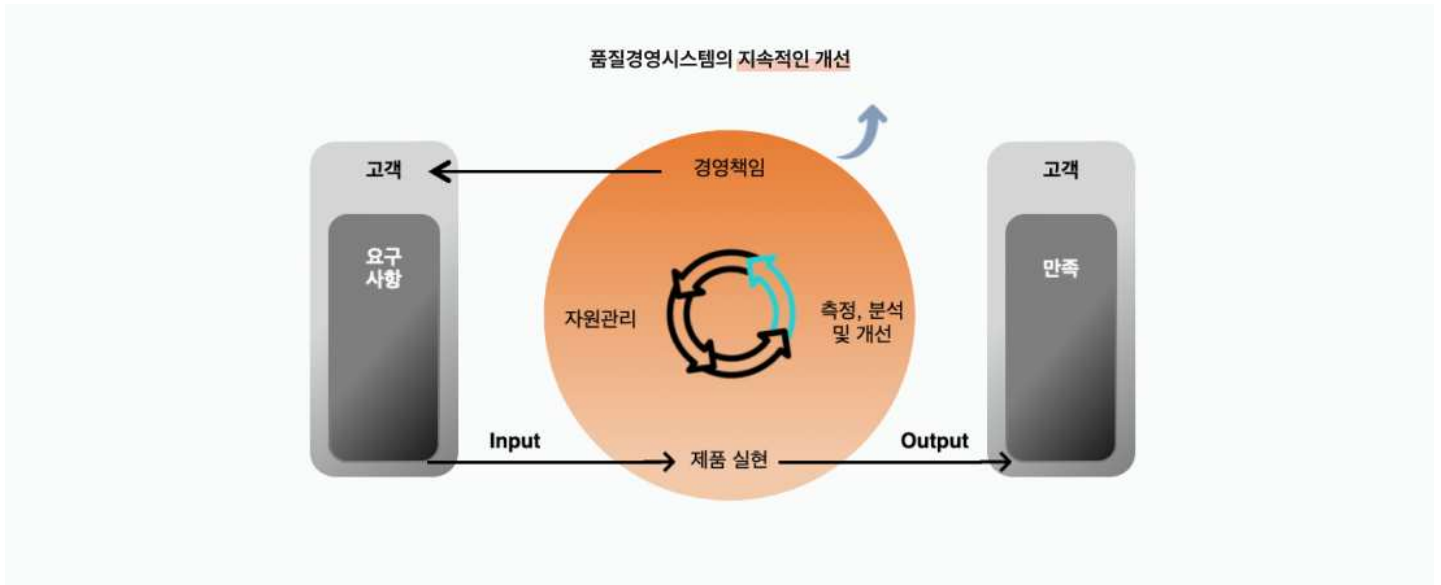 품질경영시스템의 지속적인 개선
고객
경영책임
고객
요구
사항
만족
자원관리
측정, 분석
및 개선
Input
Output
제품 실현